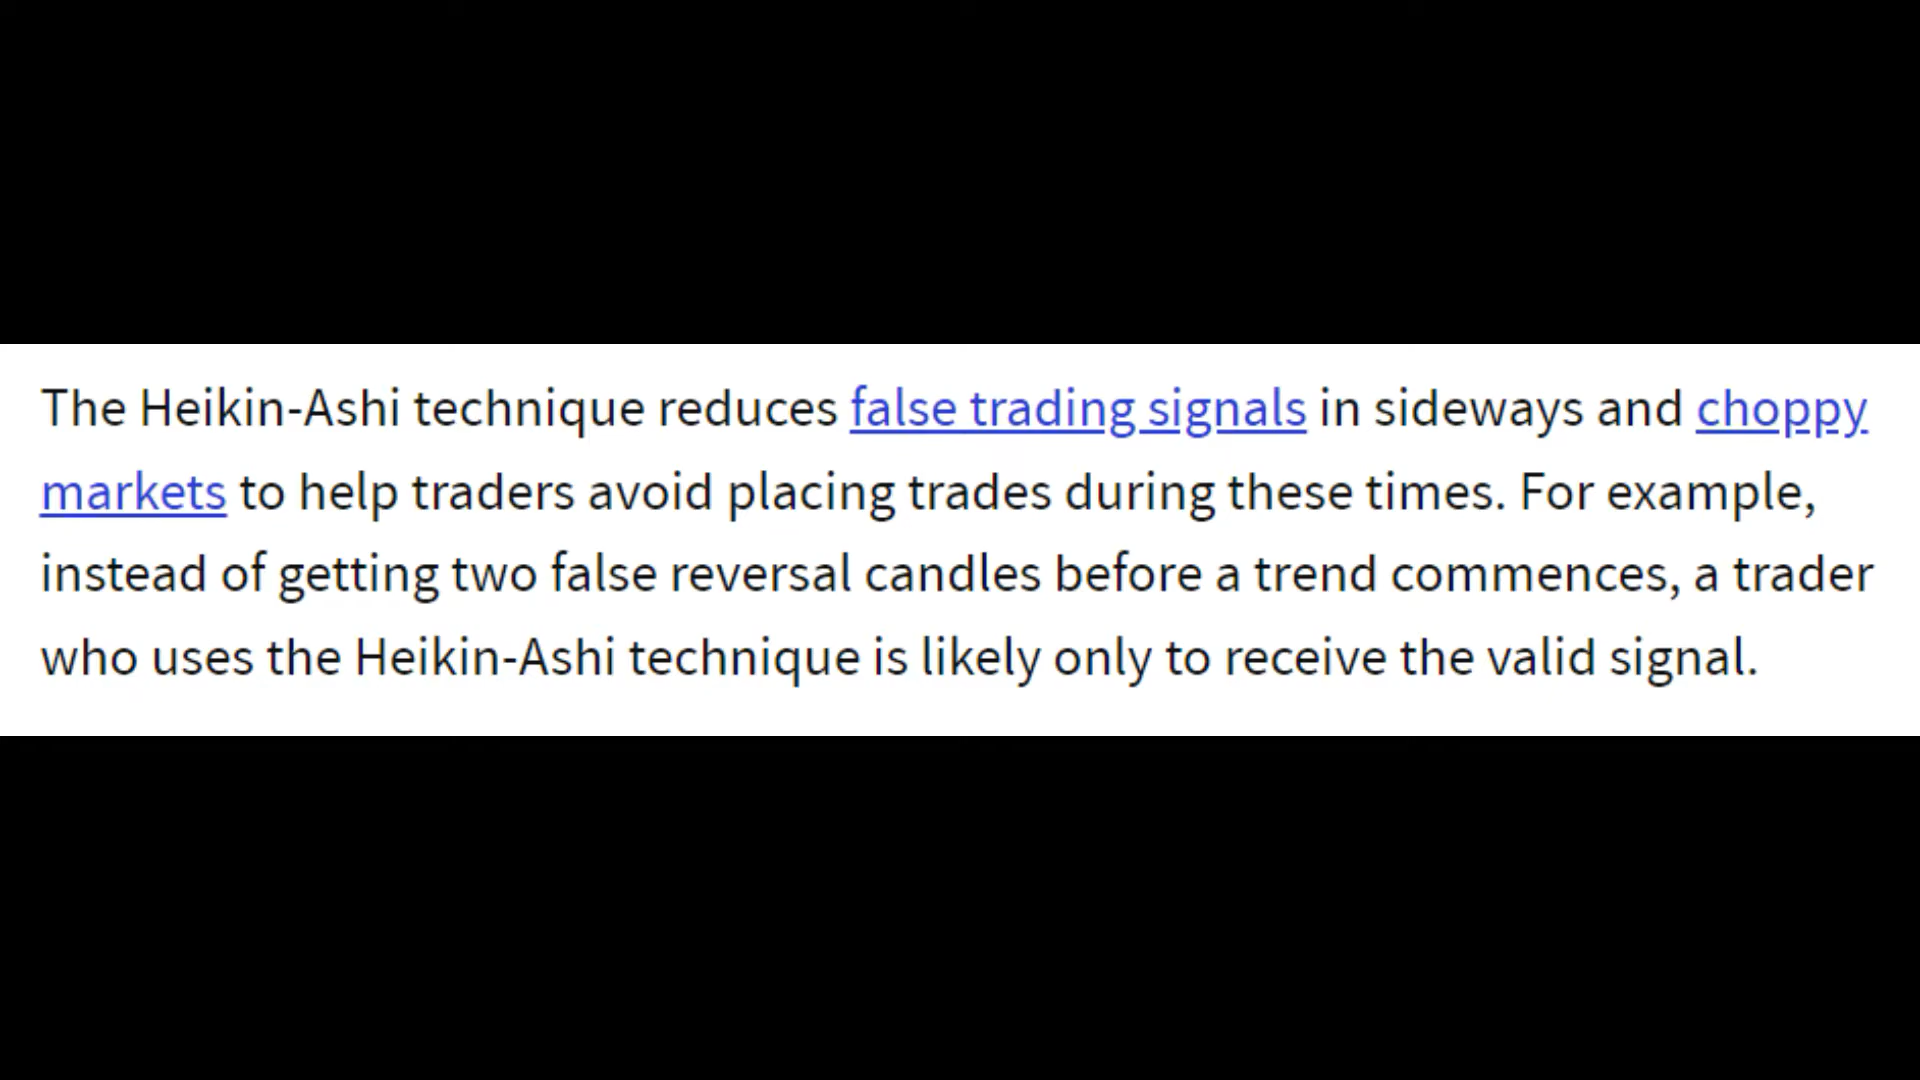 The Heikin-Ashi technique reduces false trading signals in sideways and choppy
markets to help traders avoid placing trades during these times. For example,
instead of getting two false reversal candles before a trend commences, a trader
who uses the Heikin-Ashi technique is likely only to receive the valid signal.